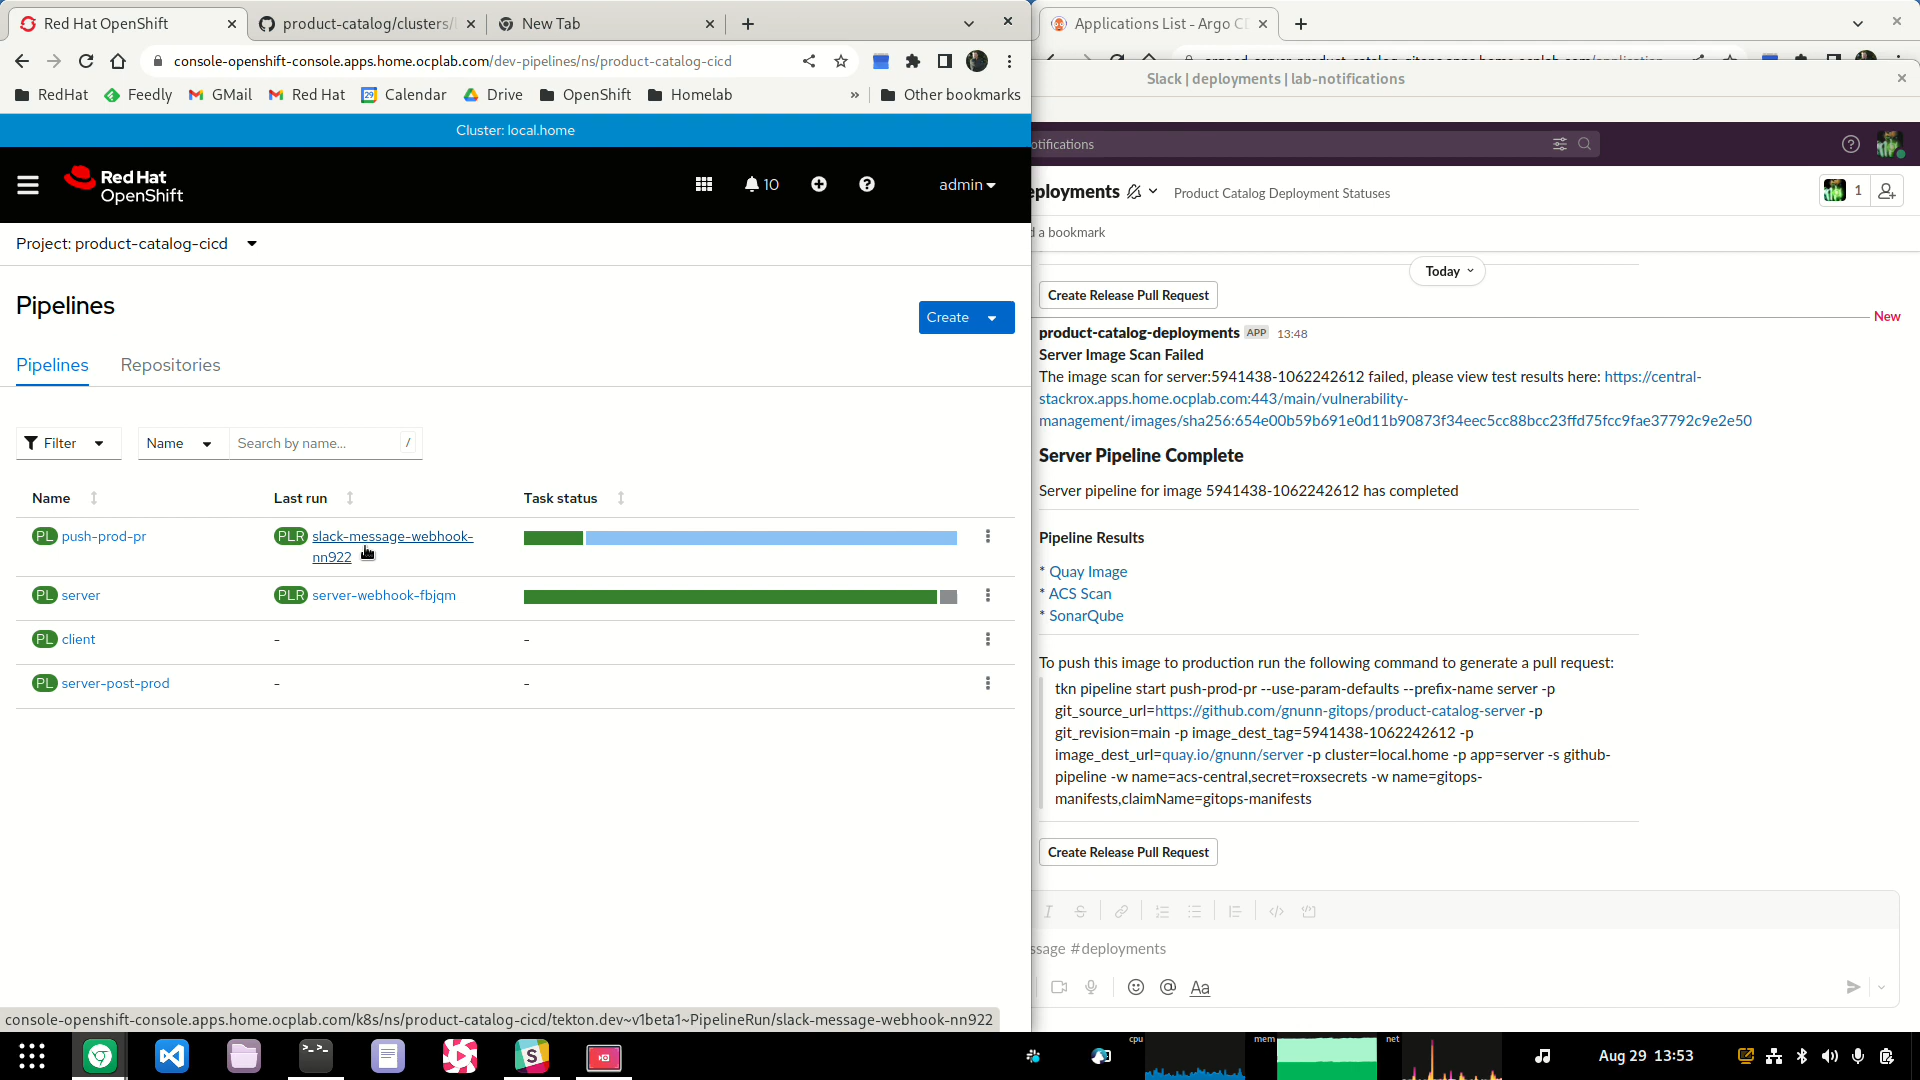 Red Hat OpenShift
product-catalog/clusters/
New Tab
Applications List - Argo C
console-openshift-console.apps.home.ocplab.com/dev-pipelines/ns/product-catalog-cicd
RedHat
Feedly
GMail
Red Hat
Calendar
Drive
OpenShift
Homelab
»
Other bookmarks
Cluster: local.home
Red Hat
OpenShift
10
admin
Project: product-catalog-cicd
Pipelines
Create
Pipelines
Repositories
Filter
Name
Search by name...
/
Name
Last run
Task status
PL push-prod-pr
PLR slack-message-webhook-
nn922
PL server
PLR server-webhook-fbjqm
PL client
-
-
PL server-post-prod
-
-
console-openshift-console.apps.home.ocplab.com/k8s/ns/product-catalog-cicd/tekton.dev~v1beta1~PipelineRun/slack-message-webhook-nn922
Slack | deployments | lab-notifications
otifications
eployments
Product Catalog Deployment Statuses
1
d a bookmark
Today
Create Release Pull Request
New
product-catalog-deployments APP 13:48
Server Image Scan Failed
The image scan for server:5941438-1062242612 failed, please view test results here: https://central-
stackrox.apps.home.ocplab.com:443/main/vulnerability-
management/images/sha256:654e00b59b691e0d11b90873f34eec5cc88bcc23ffd75fcc9fae37792c9e2e50
Server Pipeline Complete
Server pipeline for image 5941438-1062242612 has completed
Pipeline Results
* Quay Image
* ACS Scan
* SonarQube
To push this image to production run the following command to generate a pull request:
tkn pipeline start push-prod-pr --use-param-defaults --prefix-name server -p
git_source_url=https://github.com/gnunn-gitops/product-catalog-server -p
git_revision=main -p image_dest_tag=5941438-1062242612 -p
image_dest_url=quay.io/gnunn/server -p cluster=local.home -p app=server -s github-
pipeline -w name=acs-central,secret=roxsecrets -w name=gitops-
manifests,claimName=gitops-manifests
Create Release Pull Request
ssage #deployments
Aa
cpu
mem
net
Aug 29 13:53